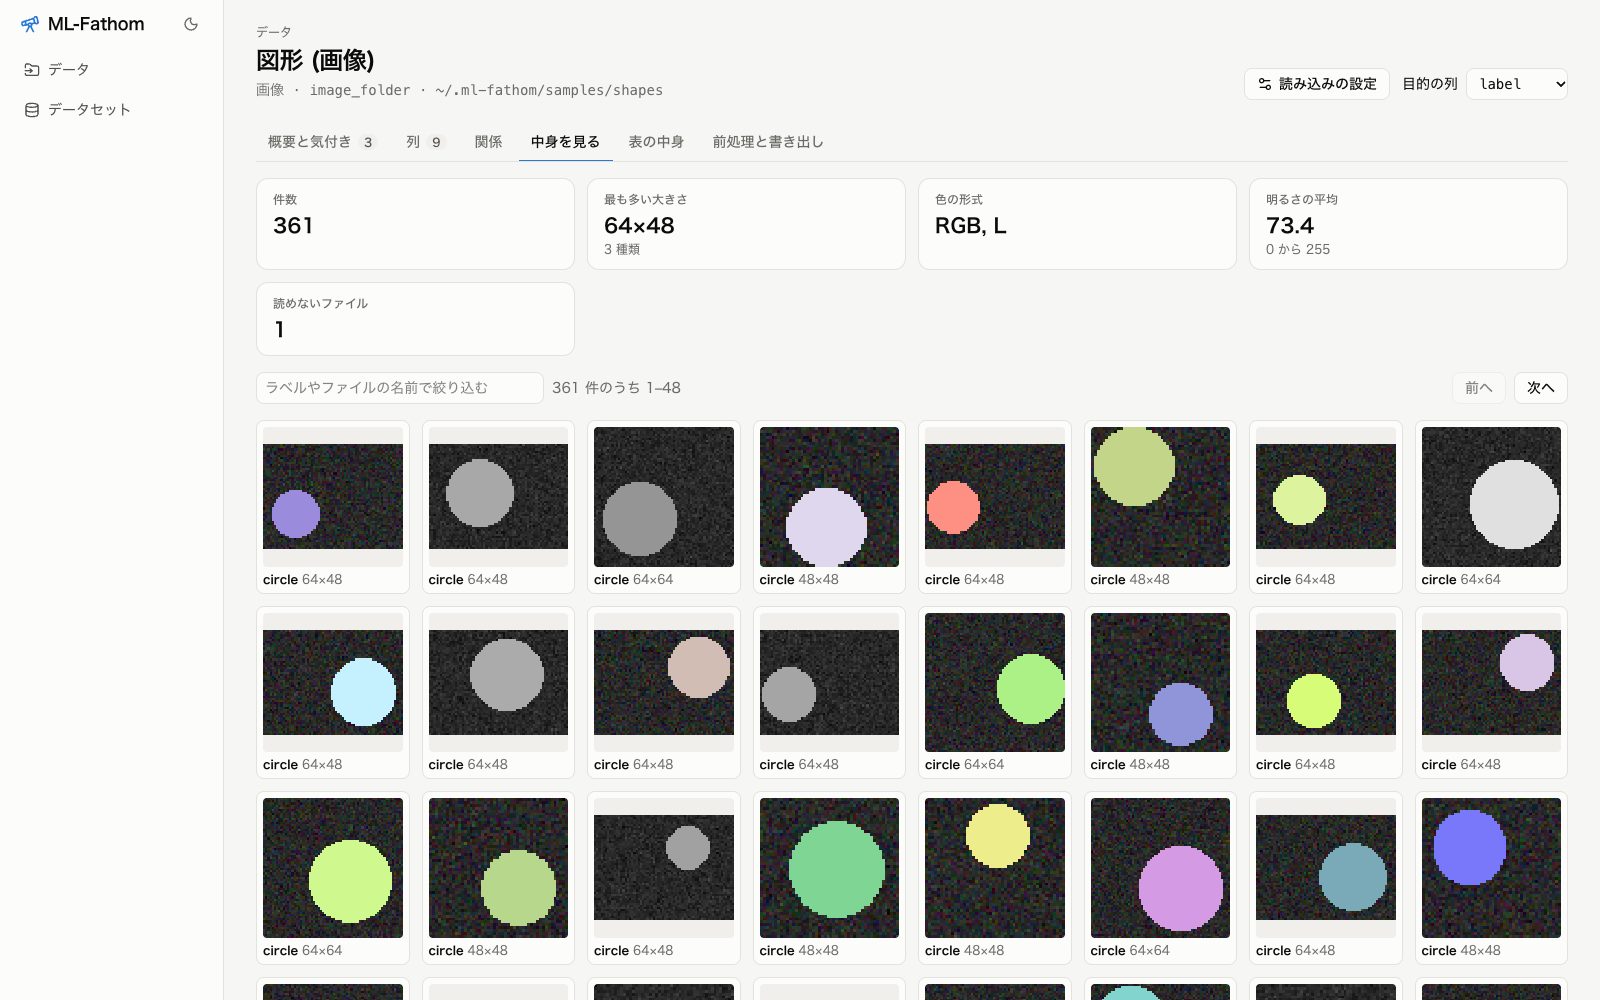 ML-Fathom
データ
データセット
データ
図形 (画像)
画像 · image_folder · ~/.ml-fathom/samples/shapes
読み込みの設定
目的の列
label
概要と気付き 3
列 9
関係
中身を見る
表の中身
前処理と書き出し
件数
361
最も多い大きさ
64×48
3 種類
色の形式
RGB, L
明るさの平均
73.4
0 から 255
読めないファイル
1
ラベルやファイルの名前で絞り込む
361 件のうち 1–48
前へ
次へ
circle 64×48
circle 64×48
circle 64×64
circle 48×48
circle 64×48
circle 48×48
circle 64×48
circle 64×64
circle 64×48
circle 64×48
circle 64×48
circle 64×48
circle 64×64
circle 48×48
circle 64×48
circle 64×48
circle 64×64
circle 48×48
circle 64×48
circle 48×48
circle 48×48
circle 64×64
circle 64×48
circle 48×48